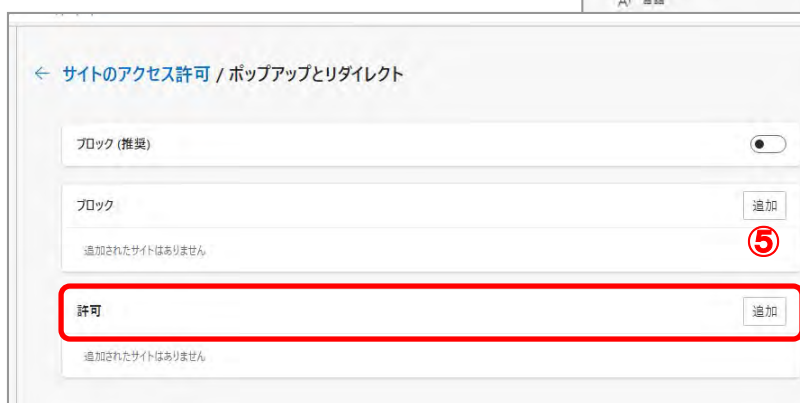 ← サイトのアクセス許可 / ポップアップとリダイレクト
ブロック (推奨)
ブロック
追加
追加されたサイトはありません
⑤
許可
追加
追加されたサイトはありません